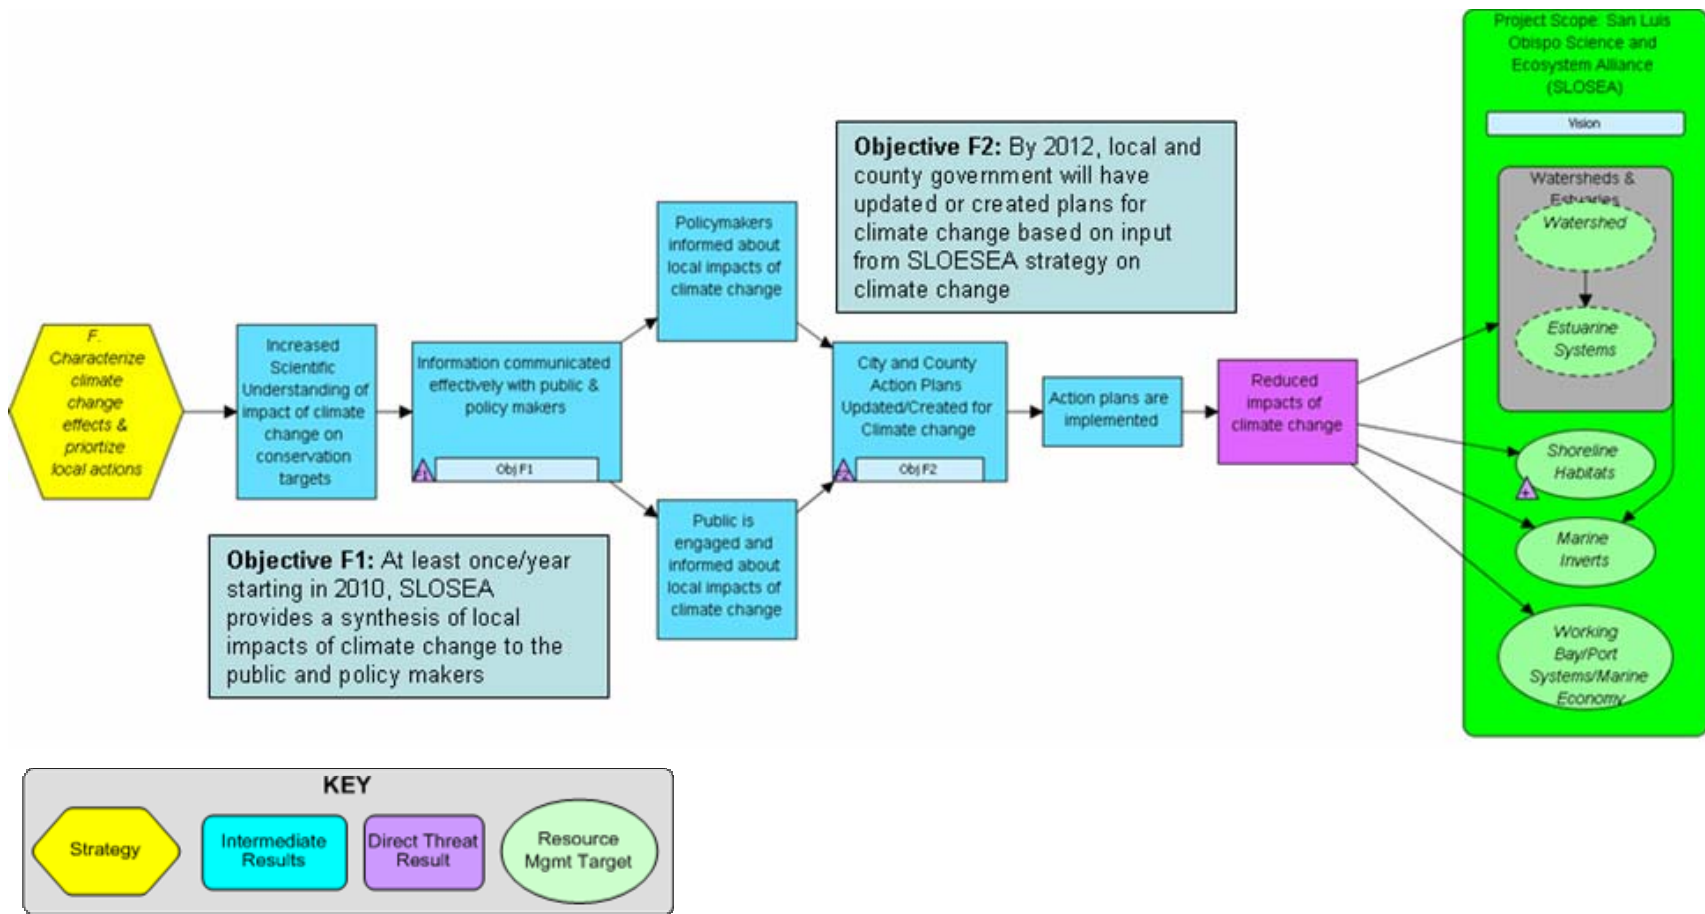 Project Scope: San Luis
Obispo Science and
Ecosystem Alliance
(SLOSEA)
Vision
Watersheds &
Estuaries
Watershed
Estuarine
Systems
Shoreline
Habitats
Marine
Inverts
Working
Bay/Port
Systems/Marine
Economy
Objective F2: By 2012, local and
county government will have
updated or created plans for
climate change based on input
from SLOESEA strategy on
climate change
Policymakers
informed about
local impacts of
climate change
F.
Characterize
climate
change
effects &
priortize
local actions
Increased
Scientific
Understanding of
impact of climate
change on
conservation
targets
Information communicated
effectively with public &
policy makers
Obj F1
City and County
Action Plans
Updated/Created for
Climate change
Obj F2
Action plans are
implemented
Reduced
impacts of
climate change
Public is
engaged and
informed about
local impacts of
climate change
Objective F1: At least once/year
starting in 2010, SLOSEA
provides a synthesis of local
impacts of climate change to the
public and policy makers
KEY
Strategy
Intermediate
Results
Direct Threat
Result
Resource
Mgmt Target